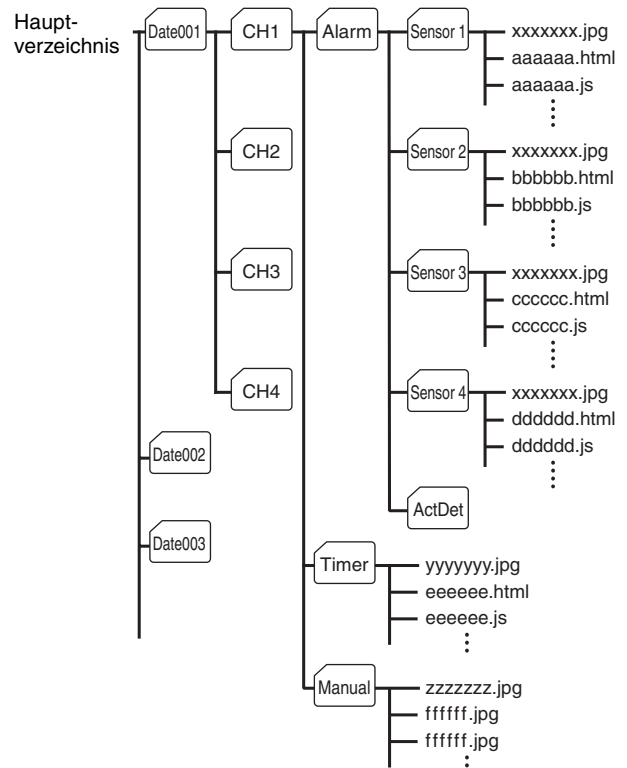 Haupt-
verzeichnis
Date001
CH1
Alarm
Sensor 1
xxxxxxx.jpg
aaaaaa.html
aaaaaa.js
CH2
Sensor 2
xxxxxxx.jpg
bbbbbb.html
bbbbbb.js
CH3
Sensor 3
xxxxxxx.jpg
cccccc.html
cccccc.js
CH4
Sensor 4
xxxxxxx.jpg
dddddd.html
dddddd.js
Date002
ActDet
Date003
Timer
yyyyyyy.jpg
eeeeee.html
eeeeee.js
Manual
zzzzzzz.jpg
ffffff.jpg
ffffff.jpg